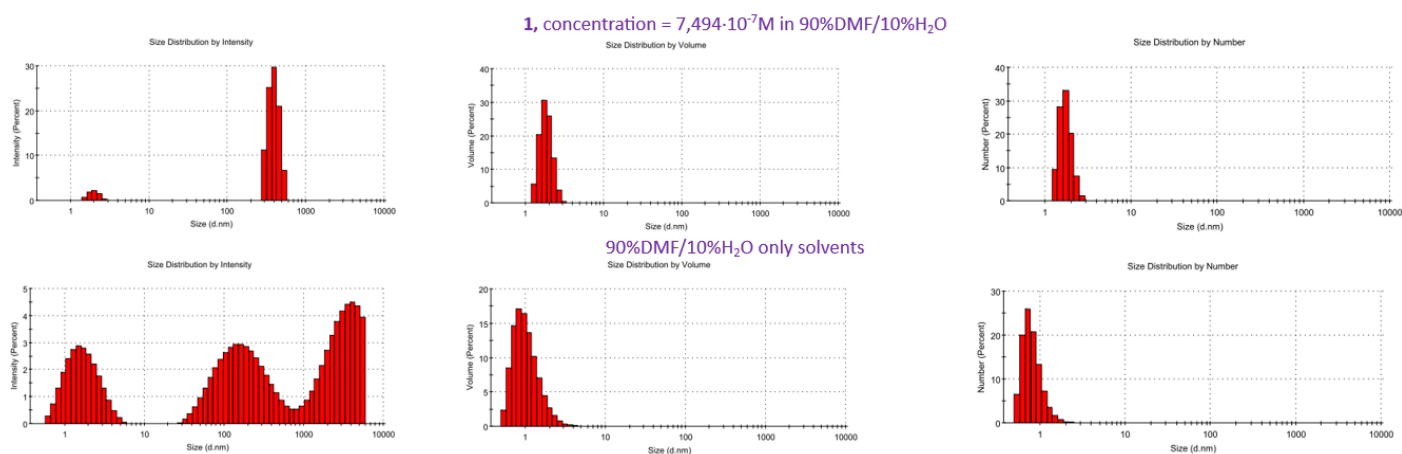 1, concentration = 7,494·10⁻⁷M in 90%DMF/10%H₂O
Size Distribution by Intensity
Size Distribution by Volume
Size Distribution by Number
Intensity (Percent)
30
20
10
0
1 10 100 1000 10000
Size (d.nm)
Volume (Percent)
40
30
20
10
0
1 10 100 1000 10000
Size (d.nm)
Number (Percent)
40
30
20
10
0
1 10 100 1000 10000
Size (d.nm)
90%DMF/10%H₂O only solvents
Size Distribution by Intensity
Size Distribution by Volume
Size Distribution by Number
Intensity (Percent)
5
4
3
2
1
0
1 10 100 1000 10000
Size (d.nm)
Volume (Percent)
20
15
10
5
0
1 10 100 1000 10000
Size (d.nm)
Number (Percent)
30
20
10
0
1 10 100 1000 10000
Size (d.nm)